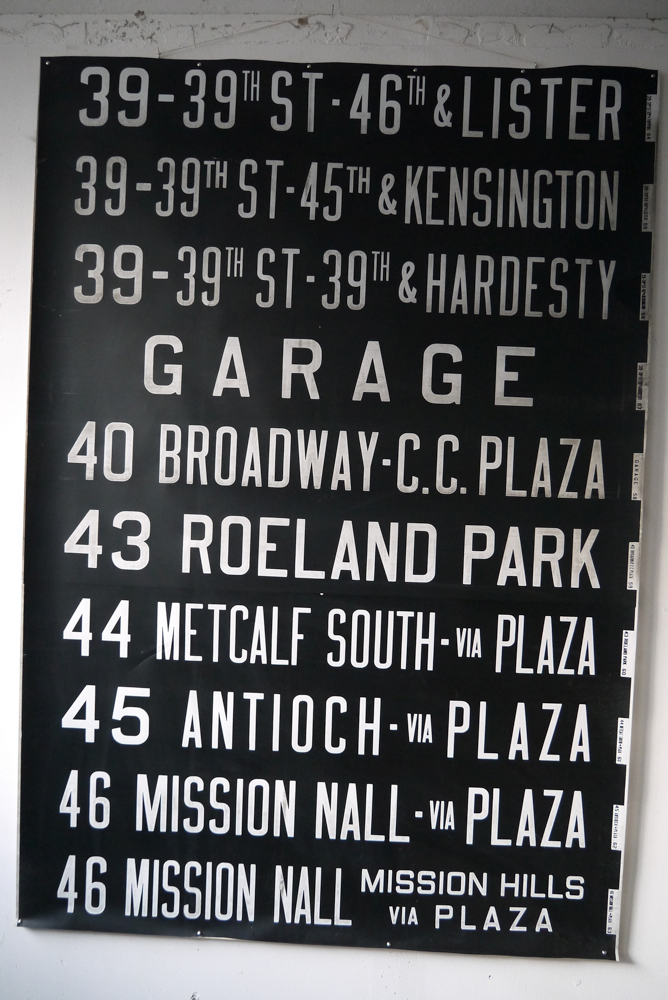 39-39TH ST-46TH & LISTER
39-39TH ST-45TH & KENSINGTON
39-39TH ST-39TH & HARDESTY
GARAGE
40 BROADWAY-C.C. PLAZA
43 ROELAND PARK
44 METCALF SOUTH-VIA PLAZA
45 ANTIOCH-VIA PLAZA
46 MISSION NALL-VIA PLAZA
46 MISSION NALL MISSION HILLS
VIA PLAZA